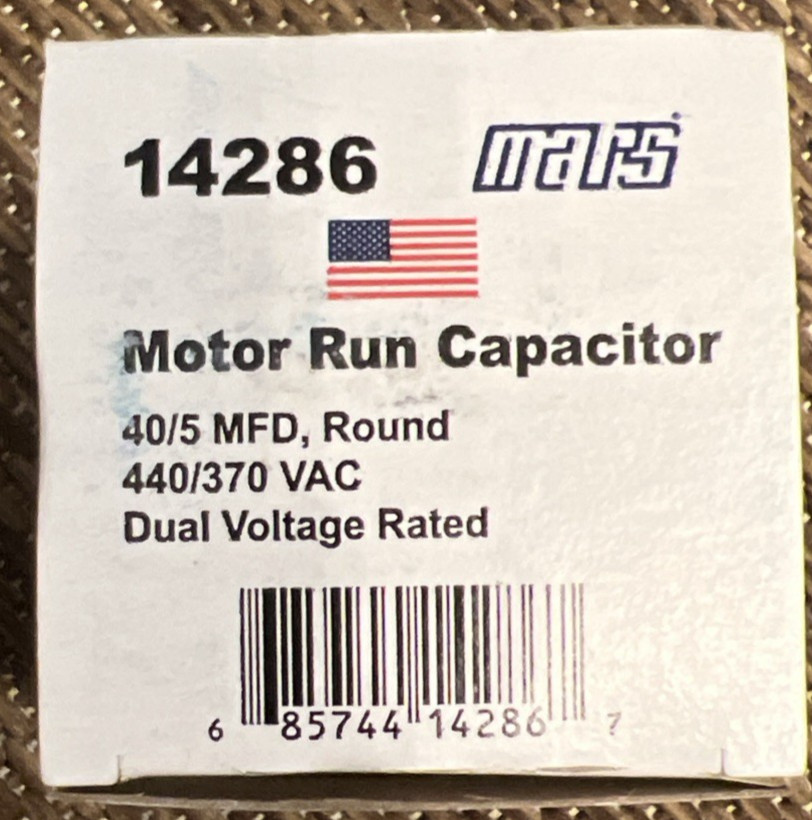 14286 mars
Motor Run Capacitor
40/5 MFD, Round
440/370 VAC
Dual Voltage Rated
6 85744 14286 7